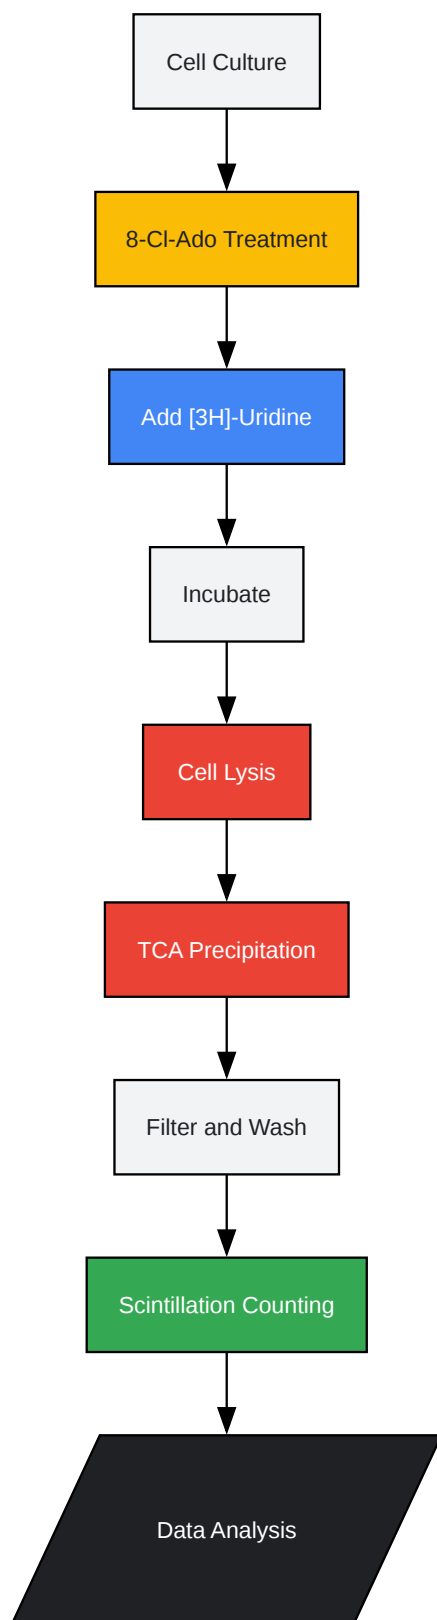 Cell Culture
8-Cl-Ado Treatment
Add [3H]-Uridine
Incubate
Cell Lysis
TCA Precipitation
Filter and Wash
Scintillation Counting
Data Analysis